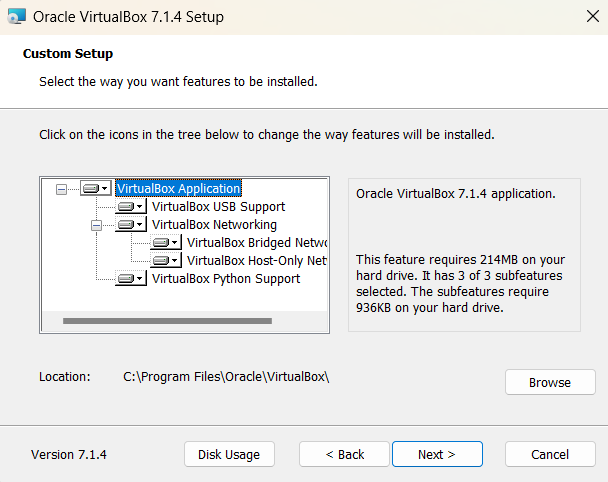 Oracle VirtualBox 7.1.4 Setup
Custom Setup
Select the way you want features to be installed.
Click on the icons in the tree below to change the way features will be installed.
VirtualBox Application
VirtualBox USB Support
VirtualBox Networking
VirtualBox Bridged Netwo
VirtualBox Host-Only Net
VirtualBox Python Support
Oracle VirtualBox 7.1.4 application.
This feature requires 214MB on your
hard drive. It has 3 of 3 subfeatures
selected. The subfeatures require
936KB on your hard drive.
Location: C:\Program Files\Oracle\VirtualBox\
Browse
Version 7.1.4
Disk Usage
< Back
Next >
Cancel